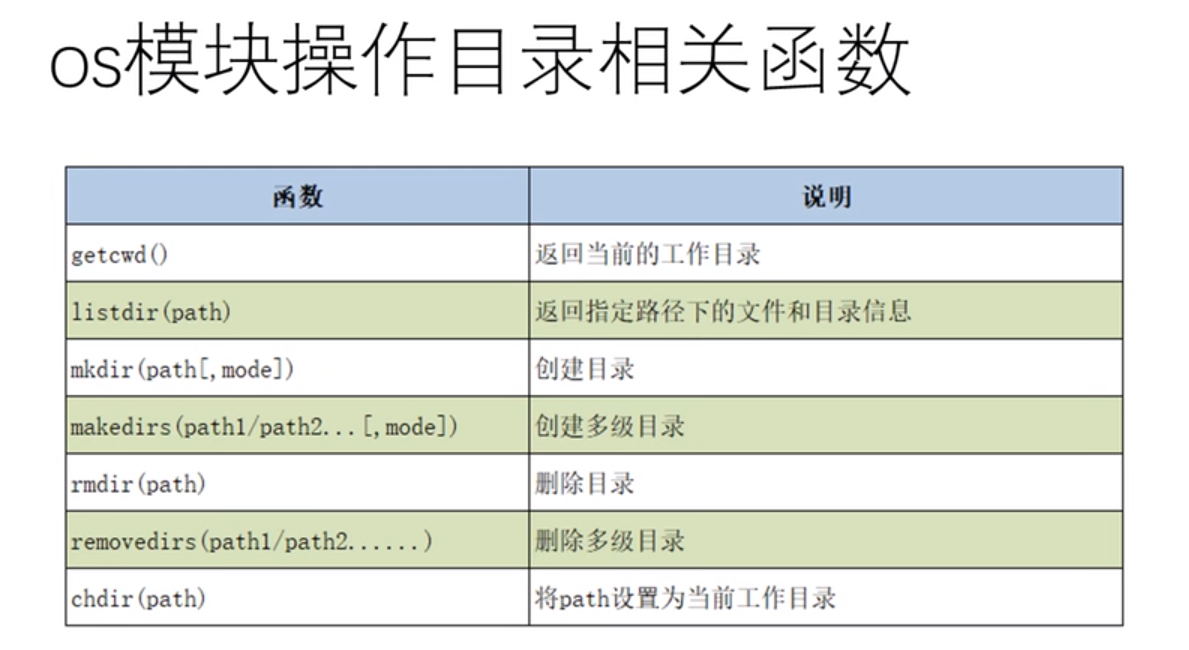 os模块操作目录相关函数
函数 说明
getcwd() 返回当前的工作目录
listdir(path) 返回指定路径下的文件和目录信息
mkdir(path[,mode]) 创建目录
makedirs(path1/path2...[,mode]) 创建多级目录
rmdir(path) 删除目录
removedirs(path1/path2......) 删除多级目录
chdir(path) 将path设置为当前工作目录